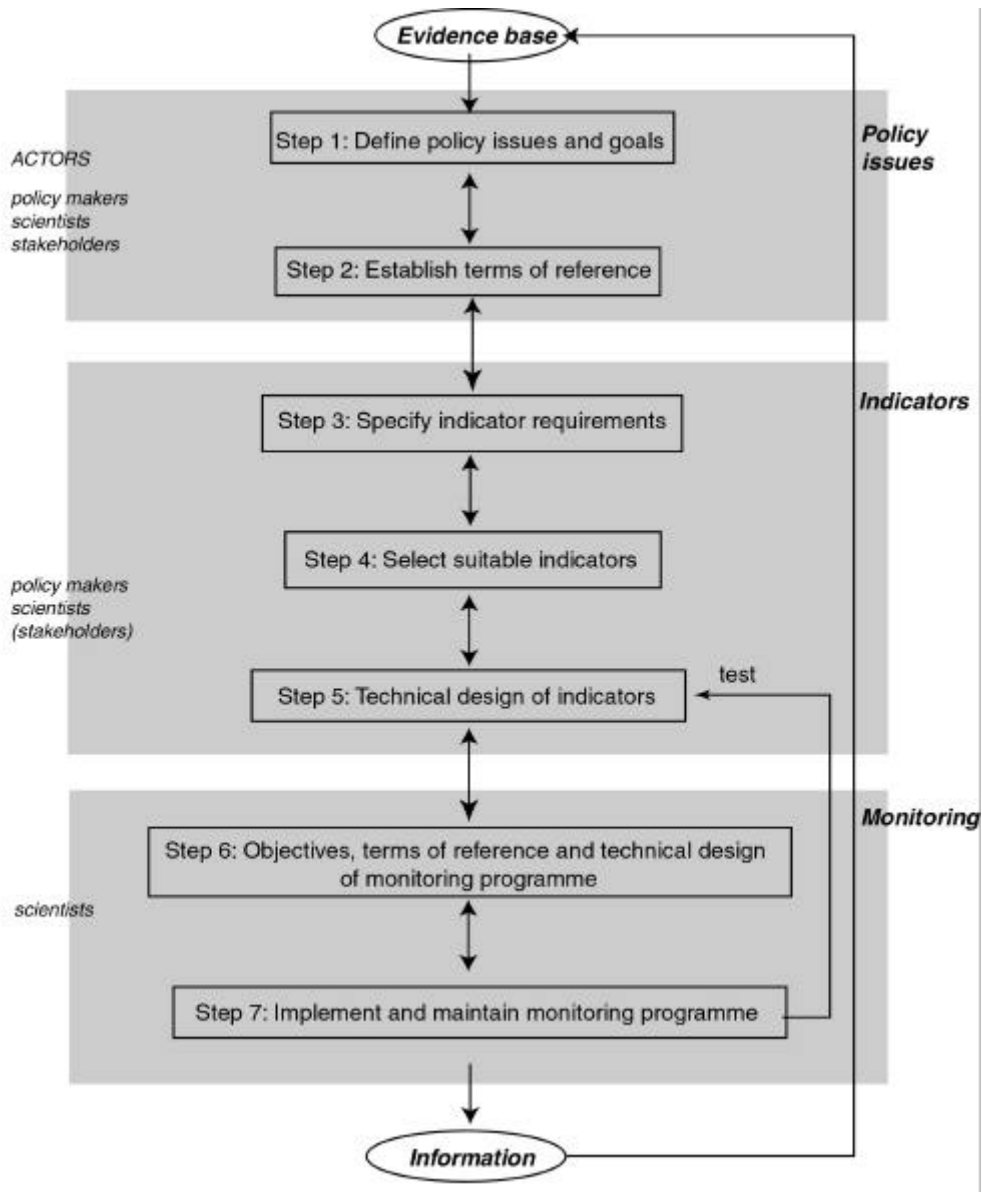 Evidence base
Step 1: Define policy issues and goals
Policy
issues
ACTORS
policy makers
scientists
stakeholders
Step 2: Establish terms of reference
Indicators
Step 3: Specify indicator requirements
Step 4: Select suitable indicators
policy makers
scientists
(stakeholders)
test
Step 5: Technical design of indicators
Monitoring
Step 6: Objectives, terms of reference and technical design
of monitoring programme
scientists
Step 7: Implement and maintain monitoring programme
Information